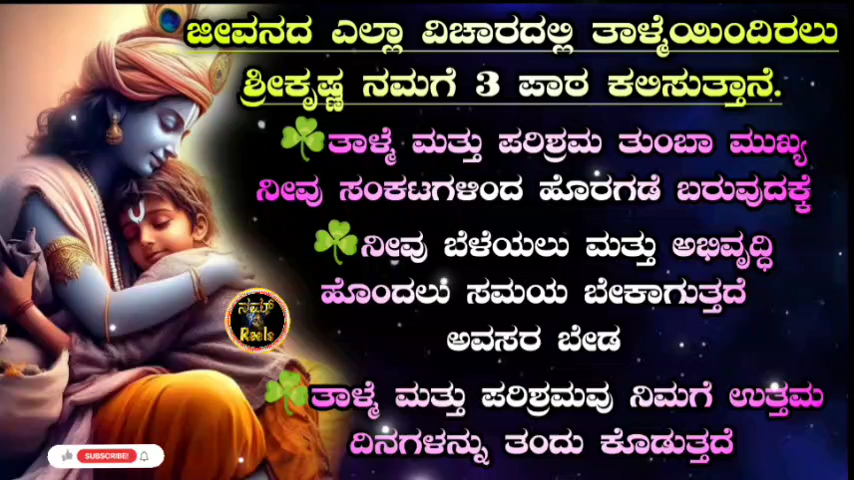 ಜೀವನದ ಎಲ್ಲಾ ವಿಚಾರದಲ್ಲಿ ತಾಳ್ಮೆಯಿಂದಿರಲು
ಶ್ರೀಕೃಷ್ಣ ನಮಗೆ 3 ಪಾಠ ಕಲಿಸುತ್ತಾನೆ.
☘️ತಾಳ್ಮೆ ಮತ್ತು ಪರಿಶ್ರಮ ತುಂಬಾ ಮುಖ್ಯ
ನೀವು ಸಂಕಟಗಳಿಂದ ಹೊರಗಡೆ ಬರುವುದಕ್ಕೆ
☘️ನೀವು ಬೆಳೆಯಲು ಮತ್ತು ಅಭಿವೃದ್ಧಿ
ಹೊಂದಲು ಸಮಯ ಬೇಕಾಗುತ್ತದೆ
ಅವಸರ ಬೇಡ
Reels
☘️ತಾಳ್ಮೆ ಮತ್ತು ಪರಿಶ್ರಮವು ನಿಮಗೆ ಉತ್ತಮ
ದಿನಗಳನ್ನು ತಂದು ಕೊಡುತ್ತದೆ
SUBSCRIBE!